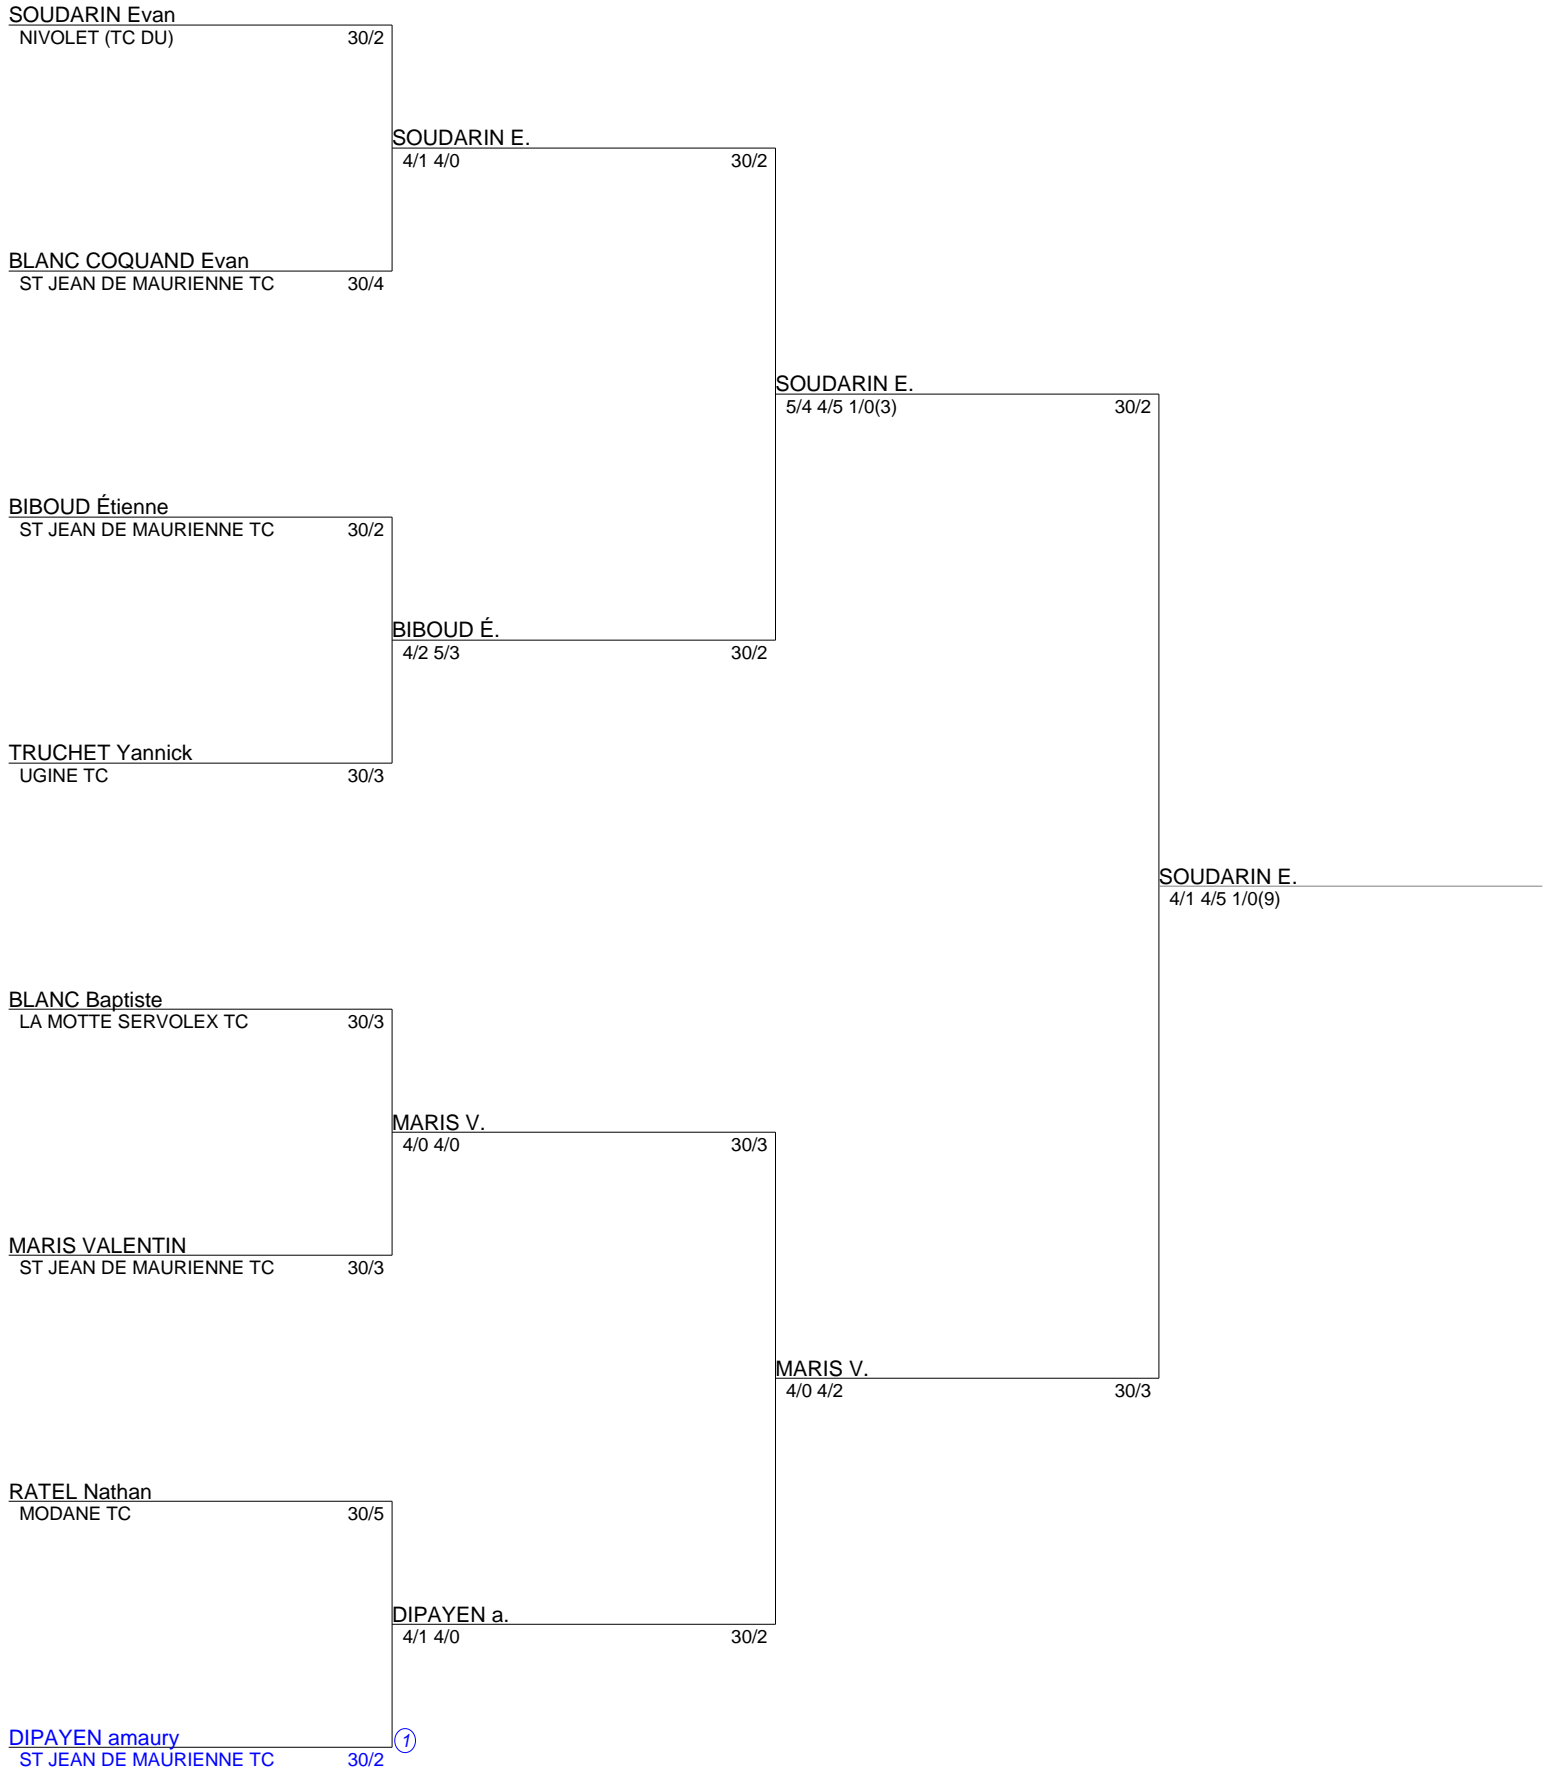 SOUDARIN Evan
NIVOLET (TC DU) 30/2
SOUDARIN E.
4/1 4/0 30/2
BLANC COQUAND Evan
ST JEAN DE MAURIENNE TC 30/4
SOUDARIN E.
5/4 4/5 1/0(3) 30/2
BIBOUD Étienne
ST JEAN DE MAURIENNE TC 30/2
BIBOUD É.
4/2 5/3 30/2
TRUCHET Yannick
UGINE TC 30/3
SOUDARIN E.
4/1 4/5 1/0(9)
BLANC Baptiste
LA MOTTE SERVOLEX TC 30/3
MARIS V.
4/0 4/0 30/3
MARIS VALENTIN
ST JEAN DE MAURIENNE TC 30/3
MARIS V.
4/0 4/2 30/3
RATEL Nathan
MODANE TC 30/5
DIPAYEN a.
4/1 4/0 30/2
DIPAYEN amaury 1
ST JEAN DE MAURIENNE TC 30/2